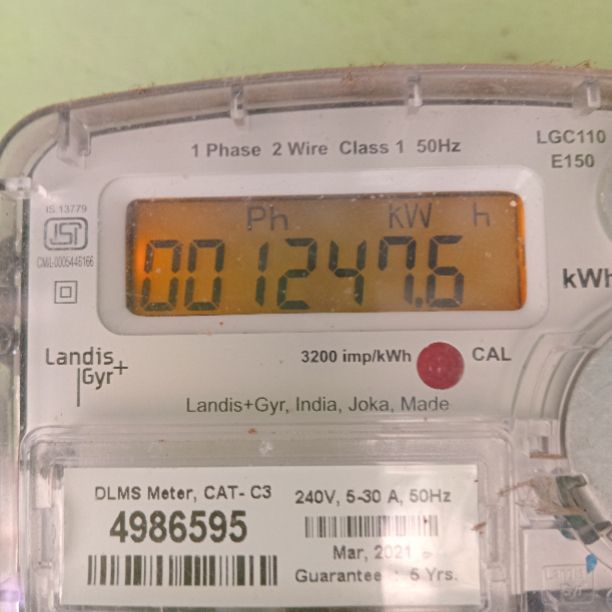 1 Phase 2 Wire Class 1 50Hz
LGC110
E150
IS 13779
ISI
CM/L-0005446166
Ph kW h
001247.6
kWh
Landis
Gyr+
3200 imp/kWh CAL
Landis+Gyr, India, Joka, Made
DLMS Meter, CAT- C3
4986595
240V, 5-30 A, 50Hz
Mar, 2021
Guarantee : 5 Yrs.